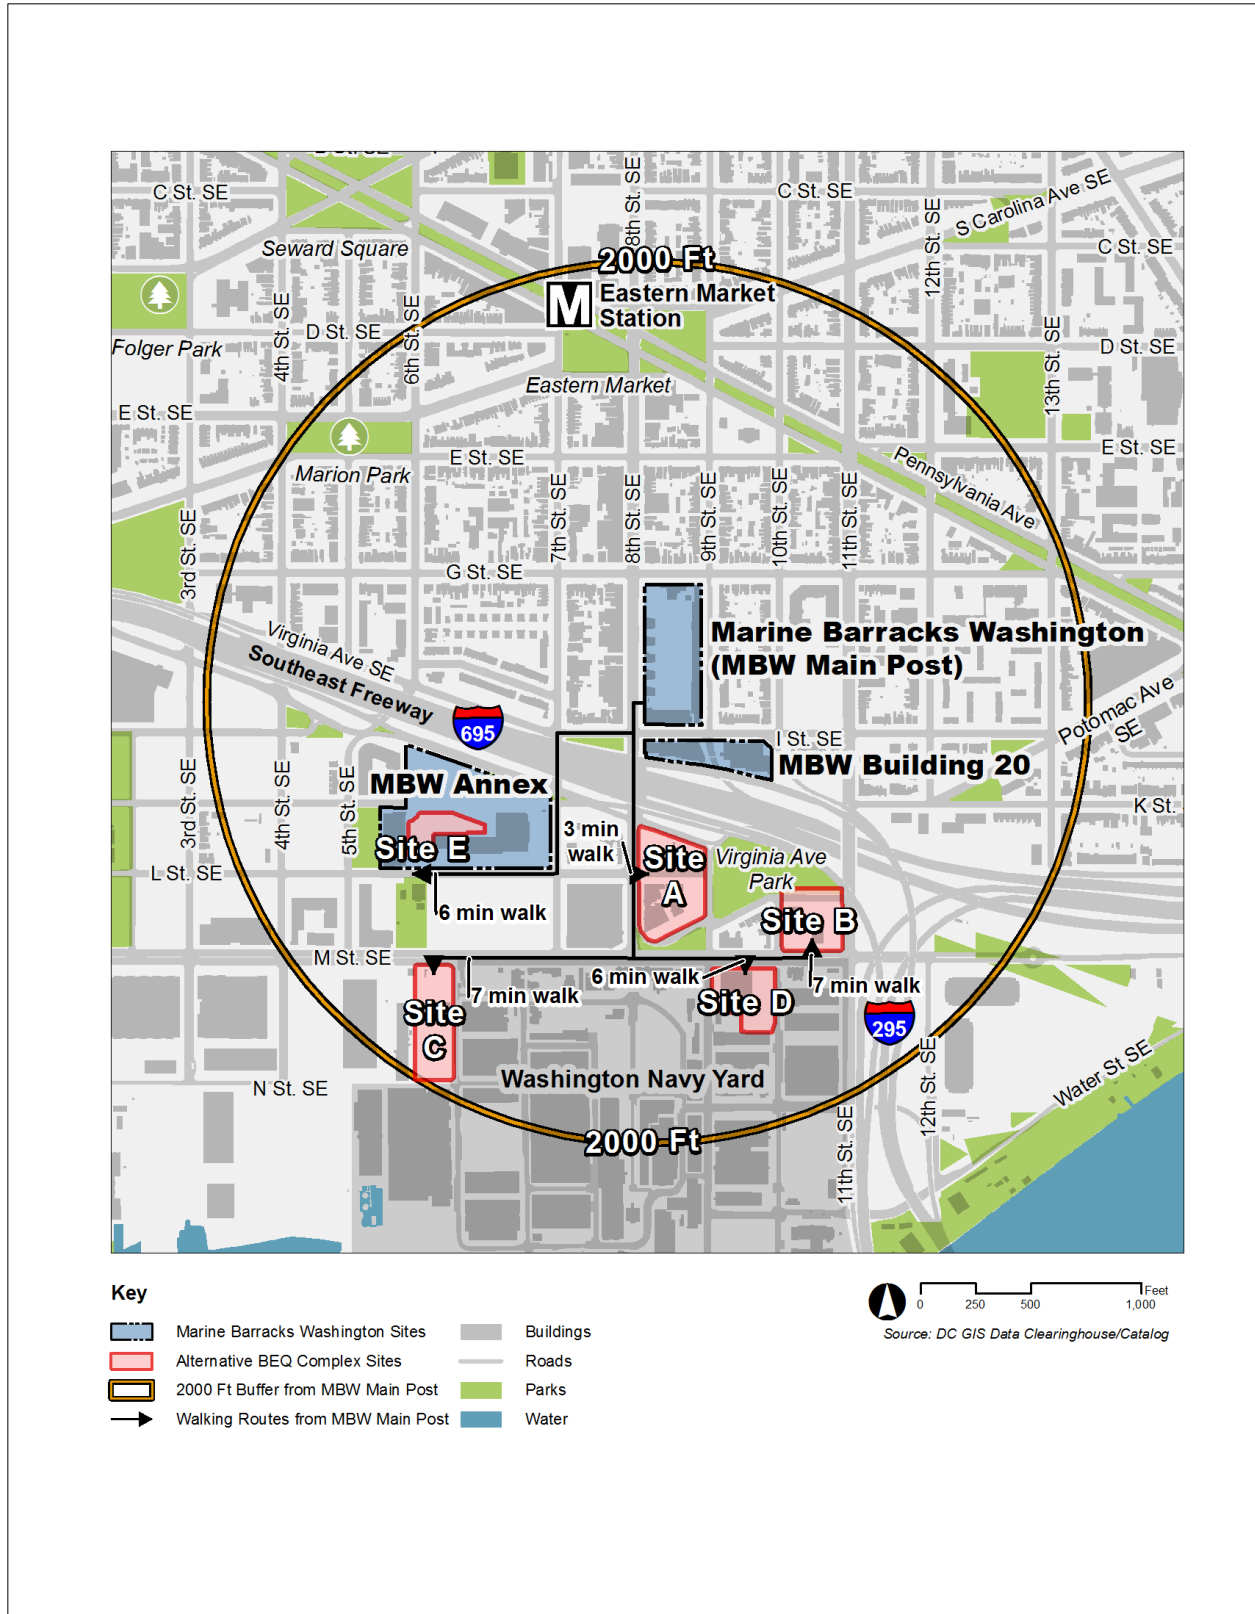 D St. SE
C St. SE
8th St. SE
C St. SE
S Carolina Ave SE
C St. SE
Seward Square
12th St. SE
2000 Ft
M Eastern Market
Station
4th St. SE
6th St. SE
D St. SE
Folger Park
13th St. SE
D St. SE
Eastern Market
E St. SE
E St. SE
E St. SE
Marion Park
Pennsylvania Ave
3rd St. SE
7th St. SE
8th St. SE
9th St. SE
10th St. SE
11th St. SE
G St. SE
Marine Barracks Washington
(MBW Main Post)
Virginia Ave SE
Southeast Freeway
695
Potomac Ave
SE
I St. SE
MBW Building 20
MBW Annex
3rd St. SE
4th St. SE
5th St. SE
K St.
3 min
walk
Site E
Site
A
Virginia Ave
Park
L St. SE
6 min walk
Site B
M St. SE
6 min walk
7 min walk
7 min walk
Site
C
Site D
295
Washington Navy Yard
N St. SE
12th St. SE
Water St SE
2000 Ft
11th St. SE
Key
Marine Barracks Washington Sites
Alternative BEQ Complex Sites
2000 Ft Buffer from MBW Main Post
Walking Routes from MBW Main Post
Buildings
Roads
Parks
Water
Feet
0 250 500 1,000
Source: DC GIS Data Clearinghouse/Catalog